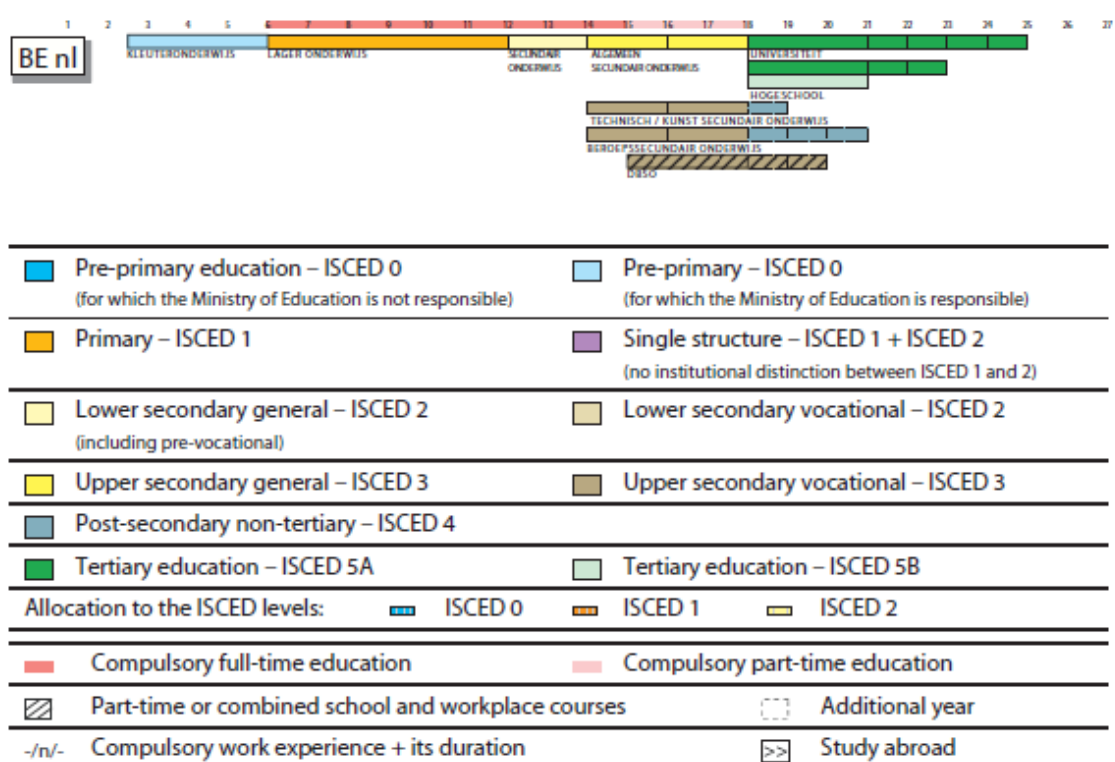 1 2 3 4 5 6 7 8 9 10 11 12 13 14 15 16 17 18 19 20 21 22 23 24 25 26 27
BE nl
KLEUTERONDERWIJS LAGER ONDERWIJS SECUNDAIR ALGEMEEN UNIVERSITEIT
ONDERWIJS SECUNDAIR ONDERWIJS
HOGESCHOOL
TECHNISCH / KUNST SECUNDAIR ONDERWIJS
BEROEPSSECUNDAIR ONDERWIJS
DBSO
Pre-primary education – ISCED 0 Pre-primary – ISCED 0
(for which the Ministry of Education is not responsible) (for which the Ministry of Education is responsible)
Primary – ISCED 1 Single structure – ISCED 1 + ISCED 2
(no institutional distinction between ISCED 1 and 2)
Lower secondary general – ISCED 2 Lower secondary vocational – ISCED 2
(including pre-vocational)
Upper secondary general – ISCED 3 Upper secondary vocational – ISCED 3
Post-secondary non-tertiary – ISCED 4
Tertiary education – ISCED 5A Tertiary education – ISCED 5B
Allocation to the ISCED levels: ISCED 0 ISCED 1 ISCED 2
Compulsory full-time education Compulsory part-time education
Part-time or combined school and workplace courses Additional year
-/n/- Compulsory work experience + its duration >> Study abroad